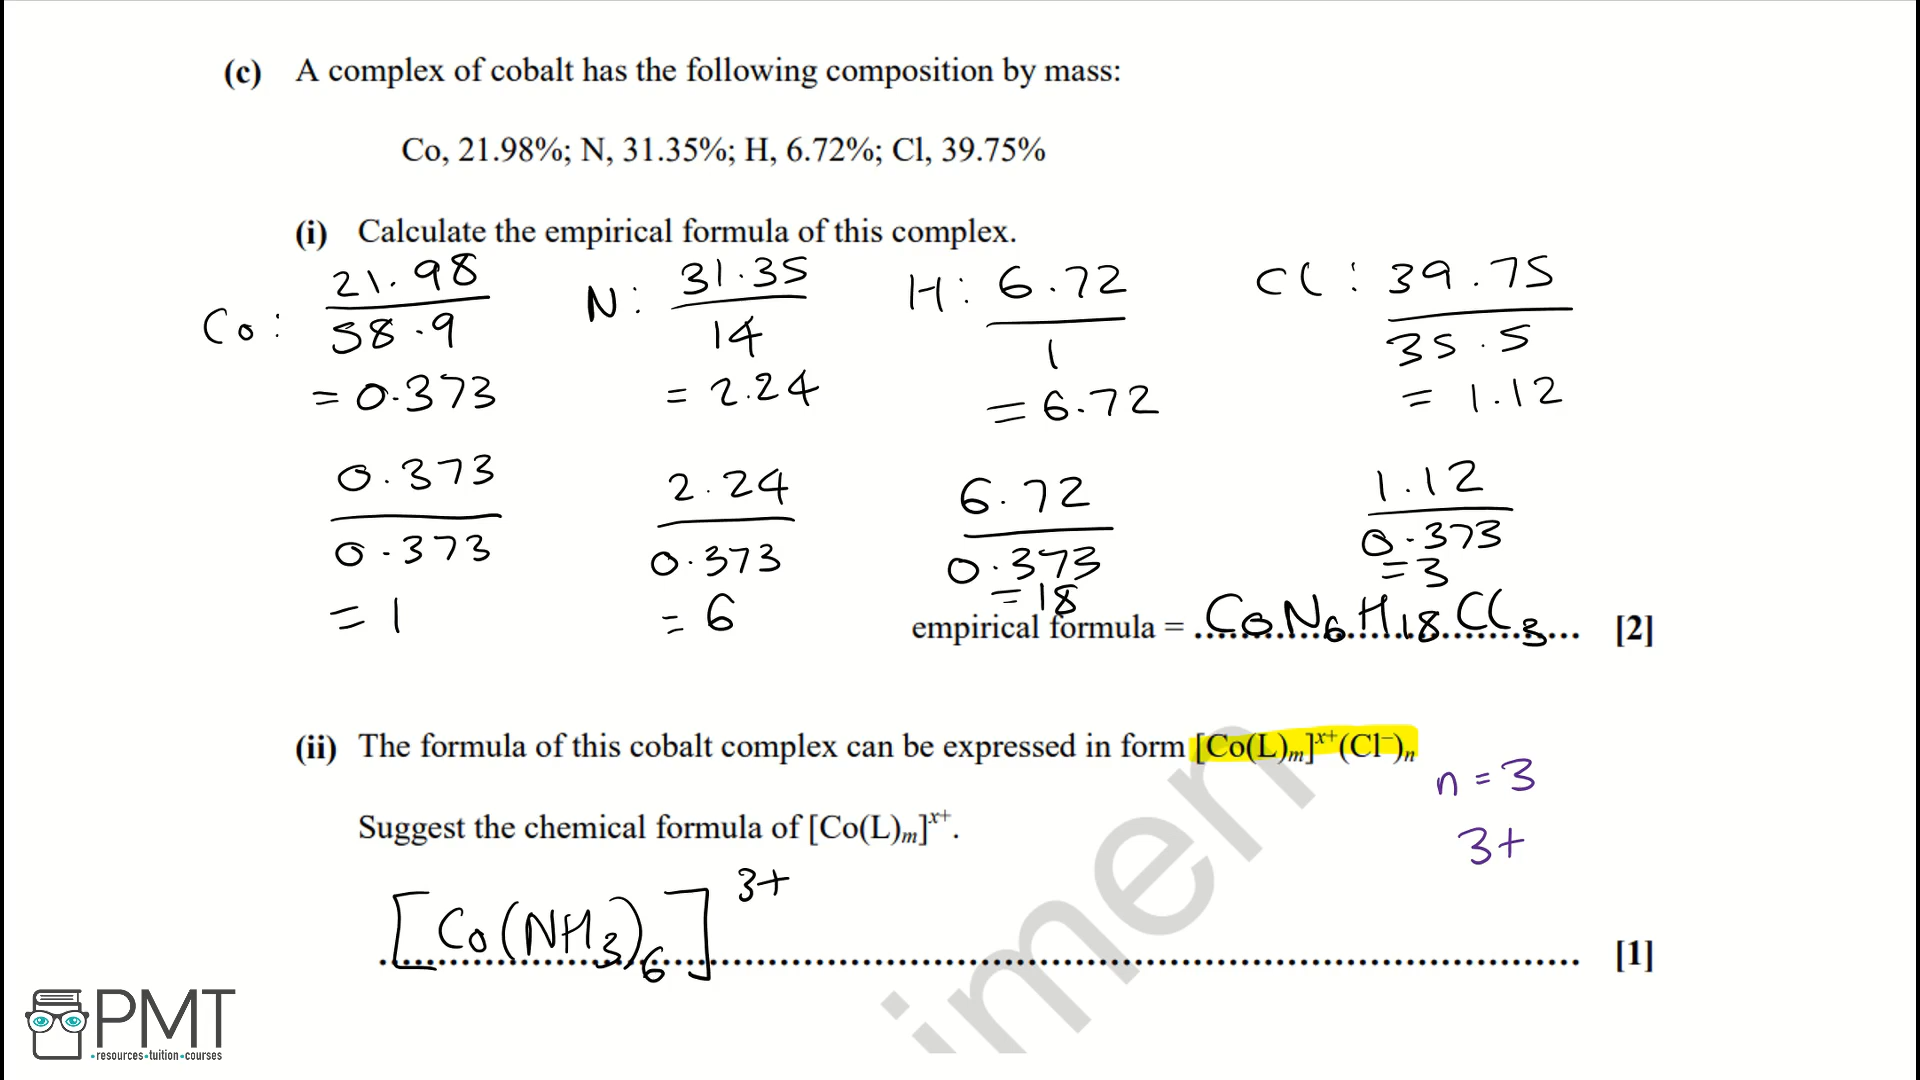 (c) A complex of cobalt has the following composition by mass:
Co, 21.98%; N, 31.35%; H, 6.72%; Cl, 39.75%
(i) Calculate the empirical formula of this complex.
Co: 21.98/58.9 N: 31.35/14 H: 6.72/1 Cl: 39.75/35.5
= 0.373 = 2.24 = 6.72 = 1.12
0.373/0.373 2.24/0.373 6.72/0.373 1.12/0.373
= 1 = 6 = 18 = 3
empirical formula = CoN₆H₁₈Cl₃ [2]
(ii) The formula of this cobalt complex can be expressed in form [Co(L)ₘ]ˣ⁺(Cl⁻)ₙ
n = 3
Suggest the chemical formula of [Co(L)ₘ]ˣ⁺.
3+
[Co(NH₃)₆]³⁺ [1]
imen
PMT
•resources•tuition•courses